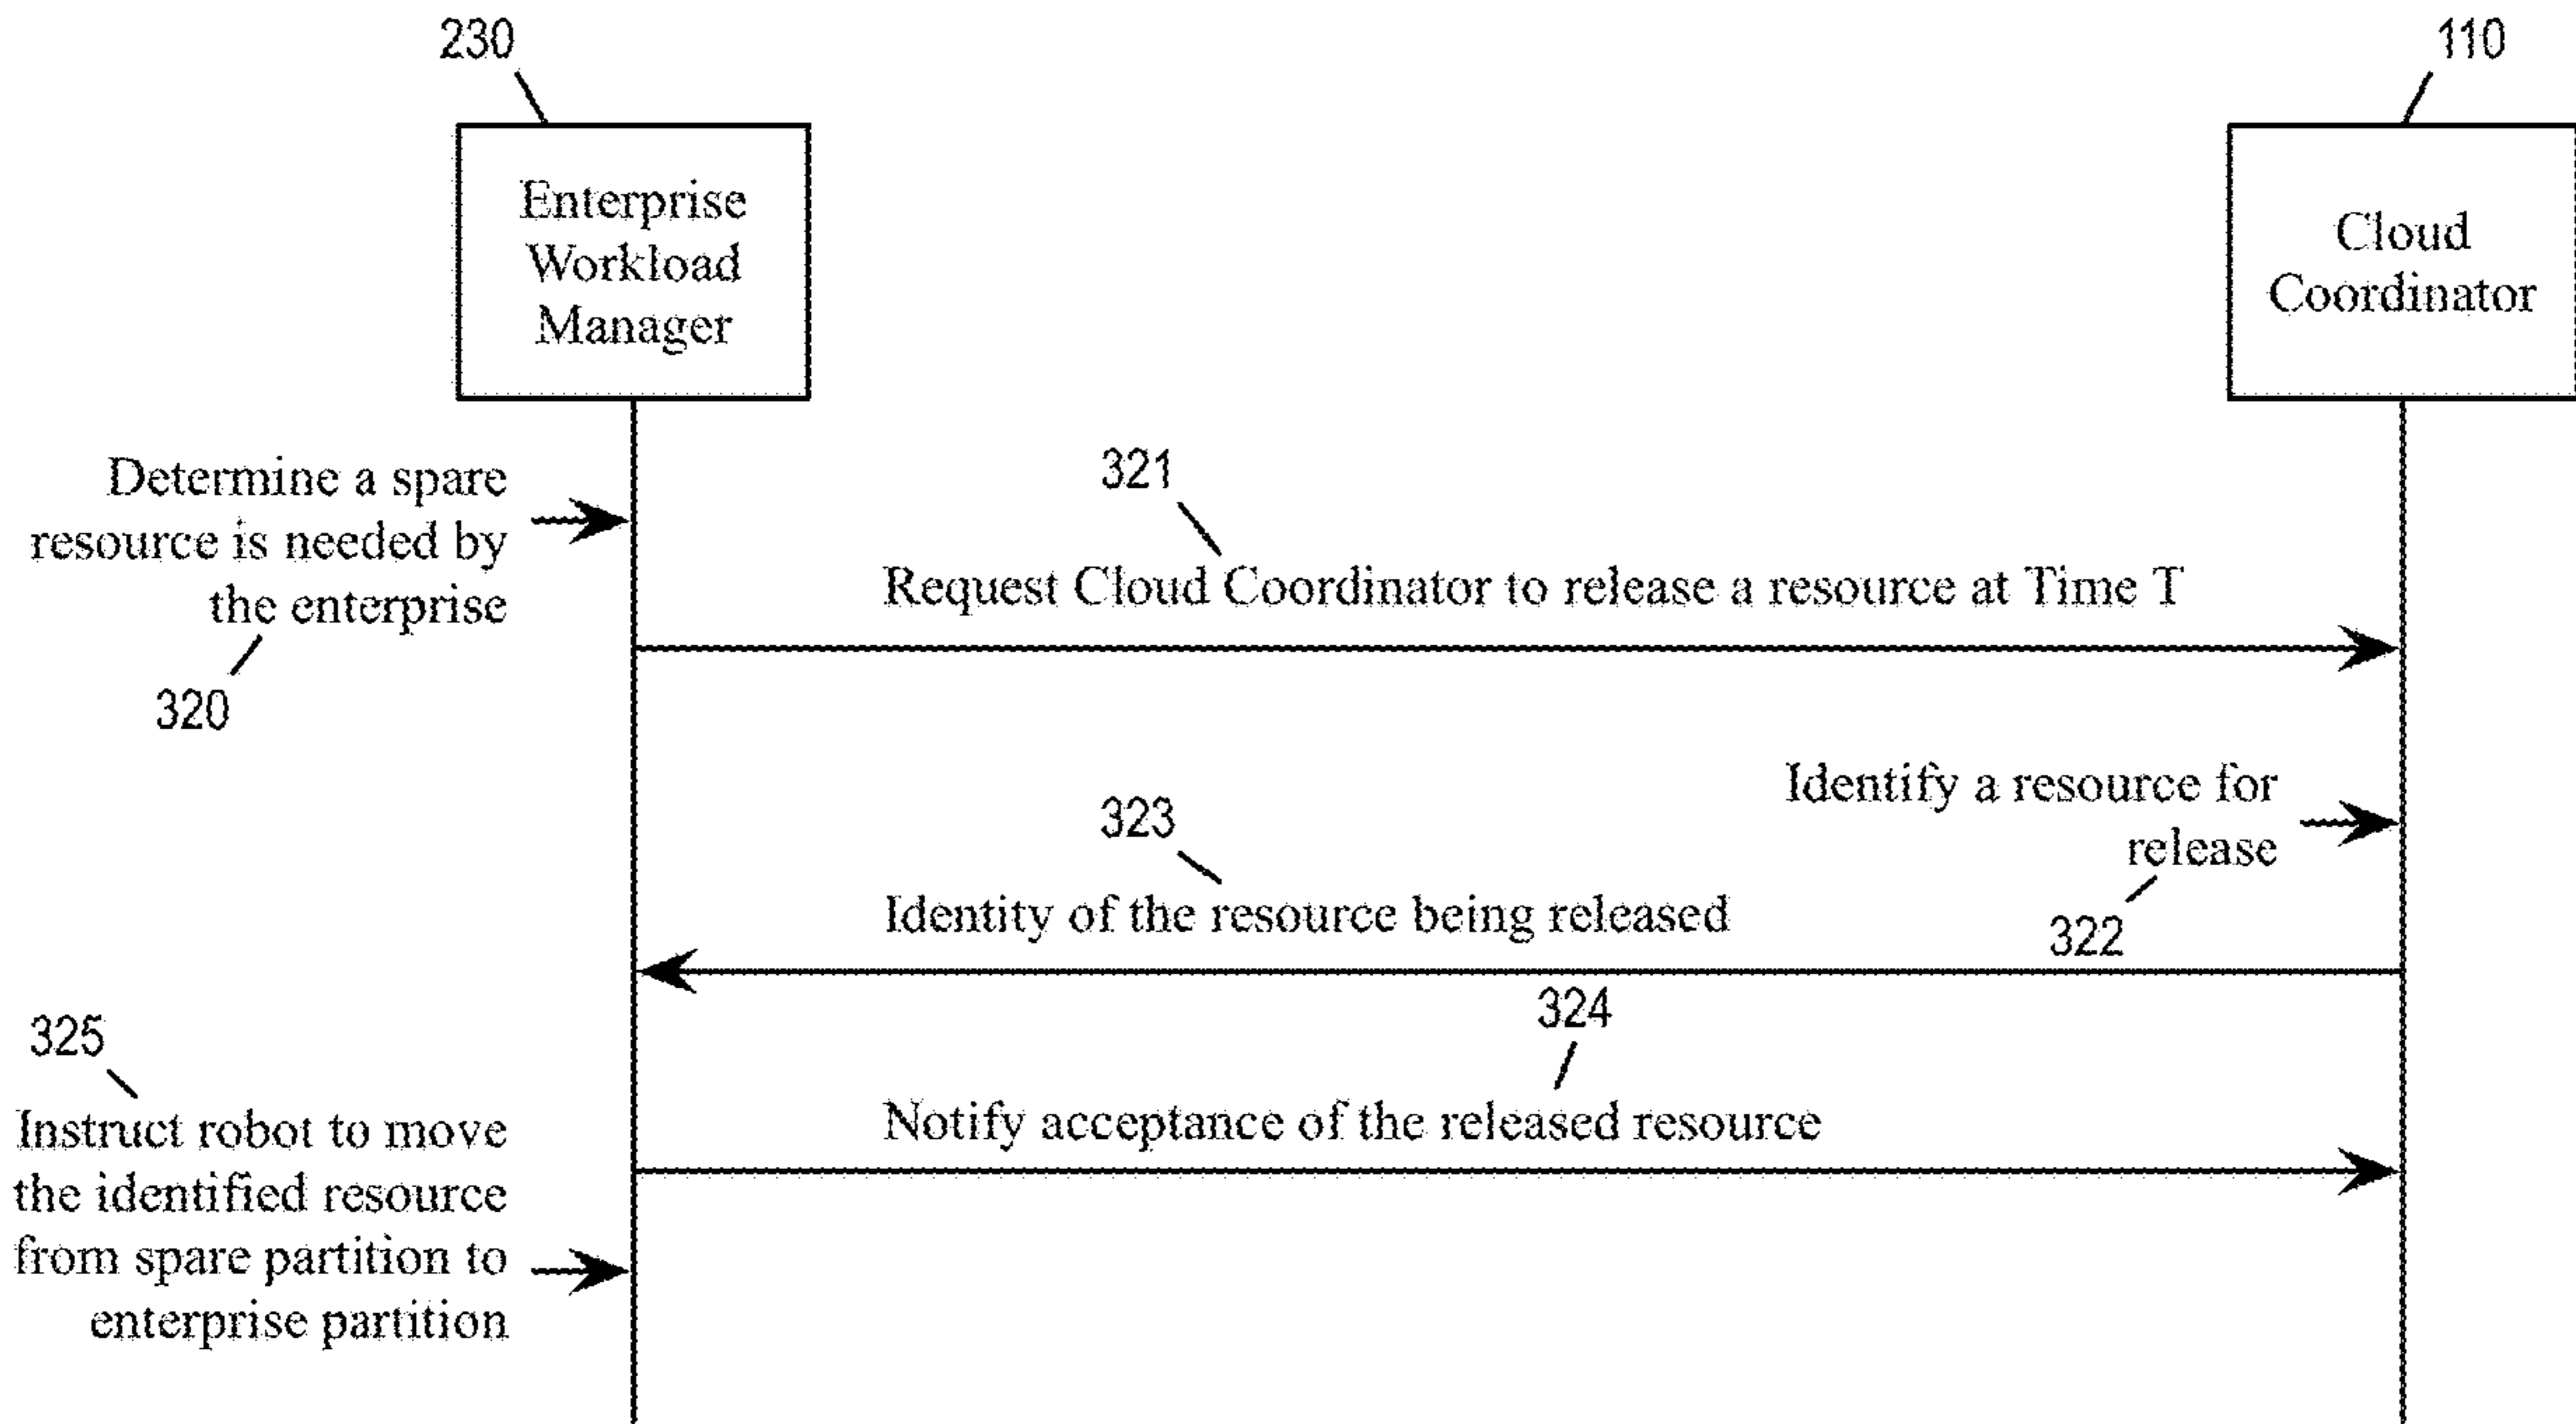 230
110
Enterprise
Workload
Manager
Cloud
Coordinator
Determine a spare
resource is needed by
the enterprise
320
321
Request Cloud Coordinator to release a resource at Time T
Identify a resource for
release
322
323
Identity of the resource being released
324
Notify acceptance of the released resource
325
Instruct robot to move
the identified resource
from spare partition to
enterprise partition